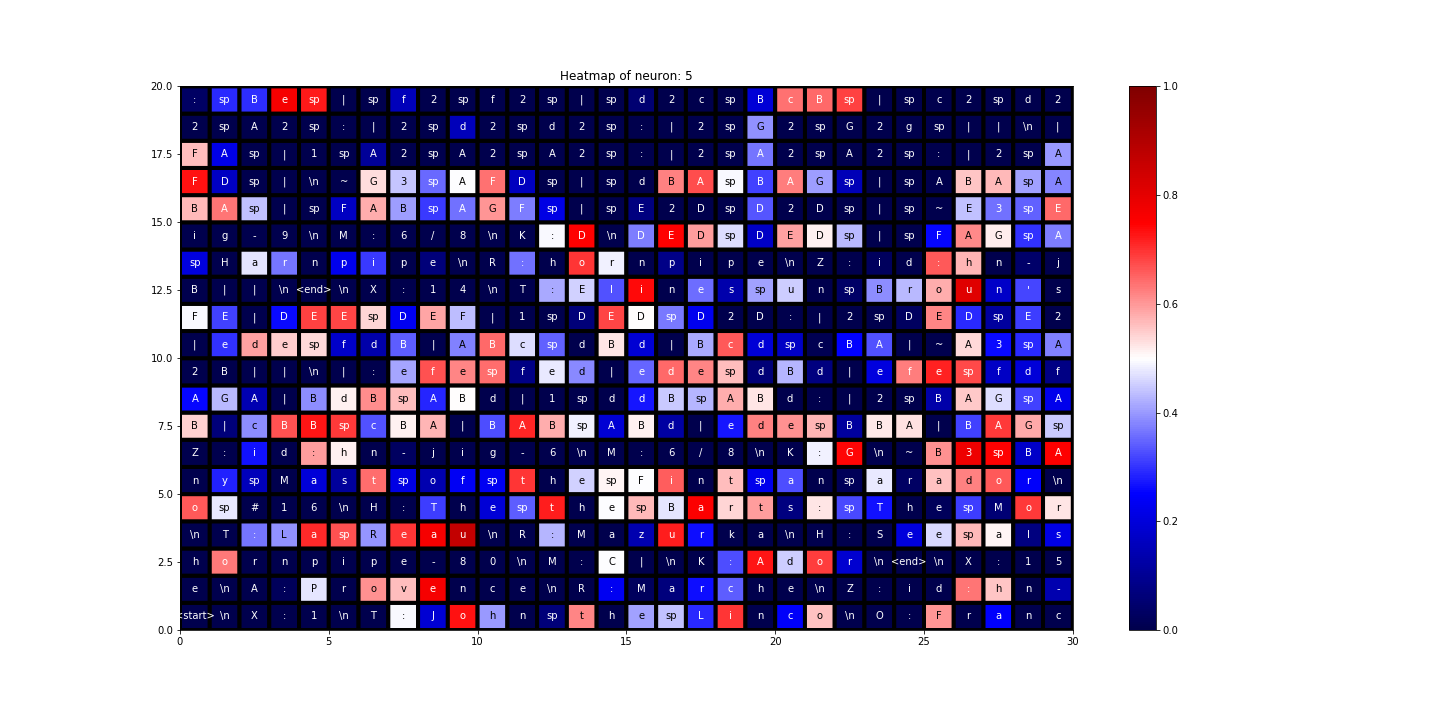 Heatmap of neuron: 5
20.0
: sp B e sp | sp f 2 sp f 2 sp | sp d 2 c sp B c B sp | sp c 2 sp d 2
2 sp A 2 sp : | 2 sp d 2 sp d 2 sp : | 2 sp G 2 sp G 2 g sp | | \n |
17.5
F A sp | 1 sp A 2 sp A 2 sp A 2 sp : | 2 sp A 2 sp A 2 sp : | 2 sp A
F D sp | \n ~ G 3 sp A F D sp | sp d B A sp B A G sp | sp A B A sp A
B A sp | sp F A B sp A G F sp | sp E 2 D sp D 2 D sp | sp ~ E 3 sp E
15.0
i g - 9 \n M : 6 / 8 \n K : D \n D E D sp D E D sp | sp F A G sp A
sp H a r n p i p e \n R : h o r n p i p e \n Z : i d : h n - j
12.5
B | | \n <end> \n X : 1 4 \n T : E l i n e s sp u n sp B r o u n ' s
F E | D E E sp D E F | 1 sp D E D sp D 2 D : | 2 sp D E D sp E 2
| e d e sp f d B | A B c sp d B d | B c d sp c B A | ~ A 3 sp A
10.0
2 B | | \n | : e f e sp f e d | e d e sp d B d | e f e sp f d f
A G A | B d B sp A B d | 1 sp d d B sp A B d : | 2 sp B A G sp A
7.5
B | c B B sp c B A | B A B sp A B d | e d e sp B B A | B A G sp
Z : i d : h n - j i g - 6 \n M : 6 / 8 \n K : G \n ~ B 3 sp B A
n y sp M a s t sp o f sp t h e sp F i n t sp a n sp a r a d o r \n
5.0
o sp # 1 6 \n H : T h e sp t h e sp B a r t s : sp T h e sp M o r
\n T : L a sp R e a u \n R : M a z u r k a \n H : S e e sp a l s
2.5
h o r n p i p e - 8 0 \n M : C | \n K : A d o r \n <end> \n X : 1 5
e \n A : P r o v e n c e \n R : M a r c h e \n Z : i d : h n -
<start> \n X : 1 \n T : J o h n sp t h e sp L i n c o \n O : F r a n c
0.0
0 5 10 15 20 25 30
1.0
0.8
0.6
0.4
0.2
0.0